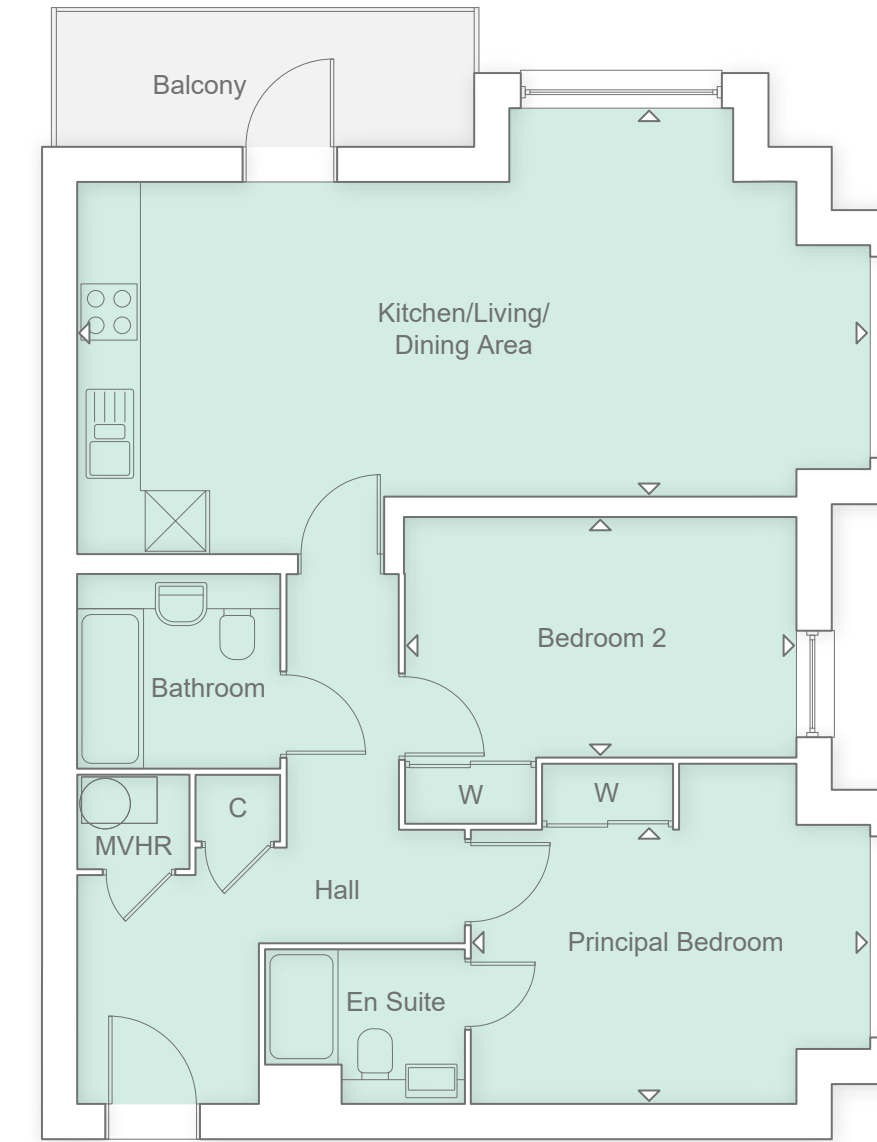 Balcony
Kitchen/Living/
Dining Area
Bedroom 2
Bathroom
W
W
C
MVHR
Hall
Principal Bedroom
En Suite